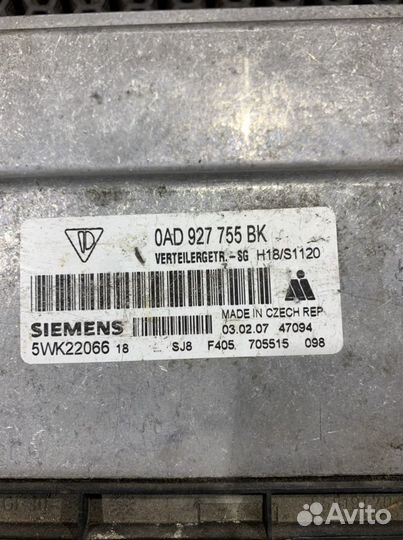 0AD 927 755 BK
VERTEILERGETR.-SG H18/S1120
SIEMENS
MADE IN CZECH REP
03.02.07 47094
5WK22066 18 SJ8 F405 705515 098
Avito